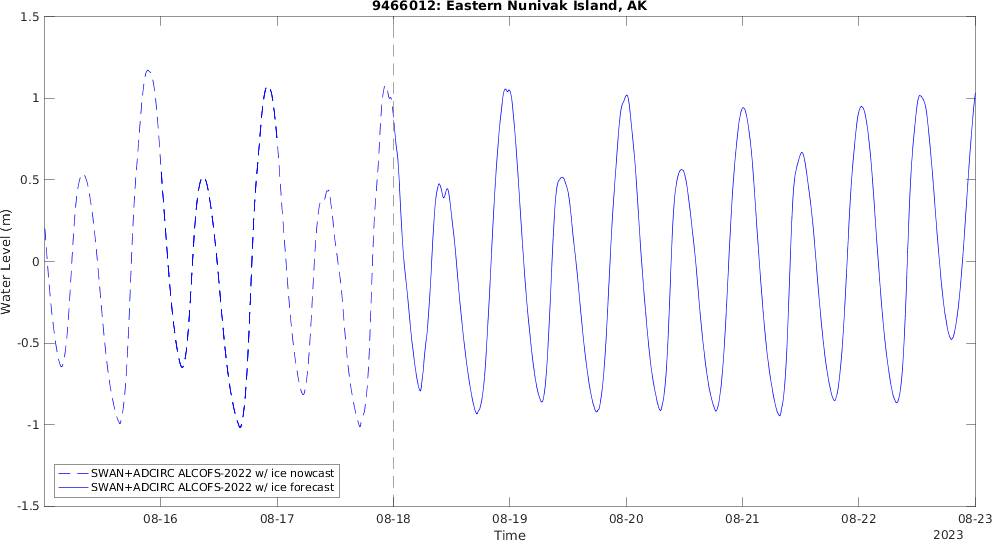 9466012: Eastern Nunivak Island, AK
Water Level (m)
1.5
1
0.5
0
-0.5
-1
-1.5
SWAN+ADCIRC ALCOFS-2022 w/ ice nowcast
SWAN+ADCIRC ALCOFS-2022 w/ ice forecast
08-16 08-17 08-18 08-19 08-20 08-21 08-22 08-23
Time
2023